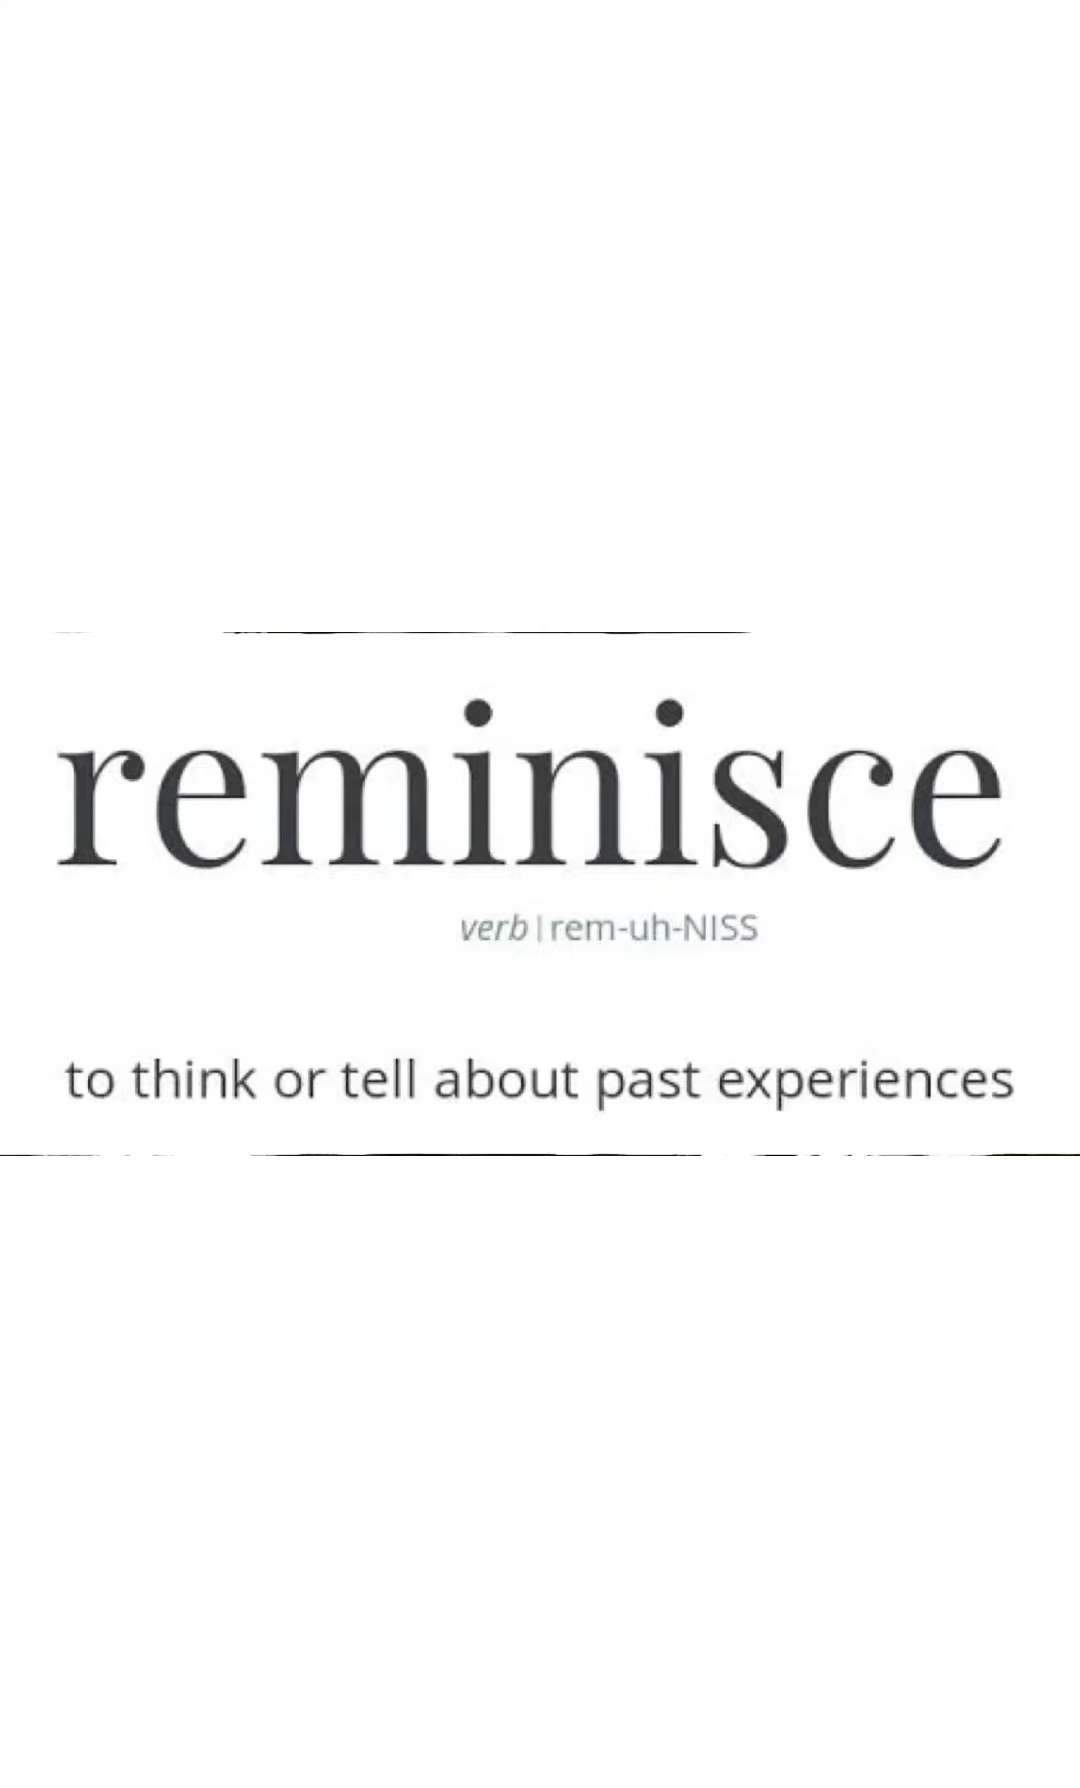 reminisce
verb | rem-uh-NISS
to think or tell about past experiences